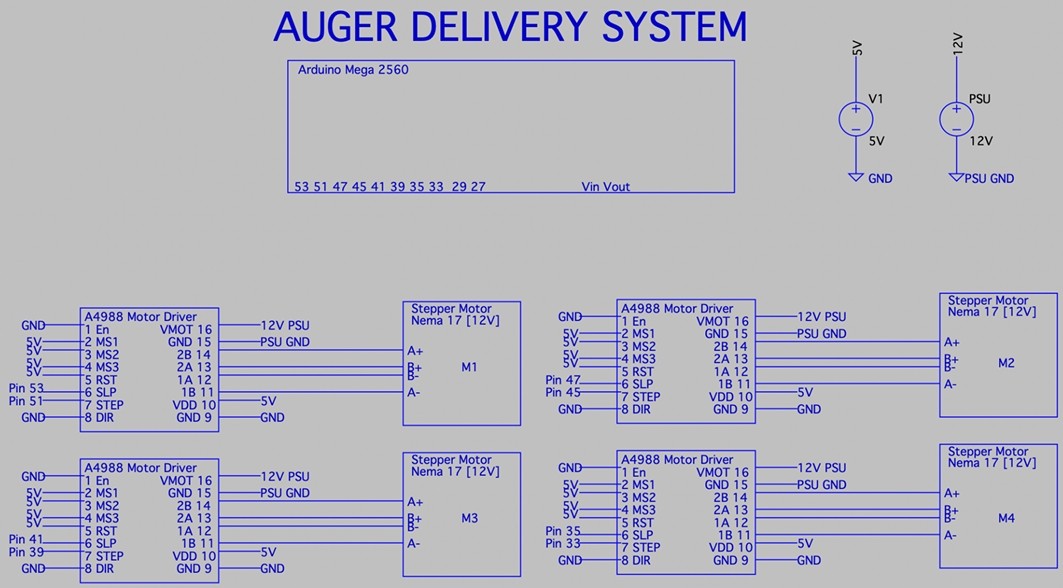 AUGER DELIVERY SYSTEM
Arduino Mega 2560
53 51 47 45 41 39 35 33 29 27 Vin Vout
5V
V1
5V
GND
12V
PSU
12V
PSU GND
A4988 Motor Driver
GND 1 En VMOT 16 12V PSU
5V 2 MS1 GND 15 PSU GND
5V 3 MS2 2B 14
5V 4 MS3 2A 13
5V 5 RST 1A 12
Pin 53 6 SLP 1B 11
Pin 51 7 STEP VDD 10 5V
GND 8 DIR GND 9 GND
Stepper Motor
Nema 17 [12V]
A+
B+
B-
A-
M1
A4988 Motor Driver
GND 1 En VMOT 16 12V PSU
5V 2 MS1 GND 15 PSU GND
5V 3 MS2 2B 14
5V 4 MS3 2A 13
5V 5 RST 1A 12
Pin 47 6 SLP 1B 11
Pin 45 7 STEP VDD 10 5V
GND 8 DIR GND 9 GND
Stepper Motor
Nema 17 [12V]
A+
B+
B-
A-
M2
A4988 Motor Driver
GND 1 En VMOT 16 12V PSU
5V 2 MS1 GND 15 PSU GND
5V 3 MS2 2B 14
5V 4 MS3 2A 13
5V 5 RST 1A 12
Pin 41 6 SLP 1B 11
Pin 39 7 STEP VDD 10 5V
GND 8 DIR GND 9 GND
Stepper Motor
Nema 17 [12V]
A+
B+
B-
A-
M3
A4988 Motor Driver
GND 1 En VMOT 16 12V PSU
5V 2 MS1 GND 15 PSU GND
5V 3 MS2 2B 14
5V 4 MS3 2A 13
5V 5 RST 1A 12
Pin 35 6 SLP 1B 11
Pin 33 7 STEP VDD 10 5V
GND 8 DIR GND 9 GND
Stepper Motor
Nema 17 [12V]
A+
B+
B-
A-
M4